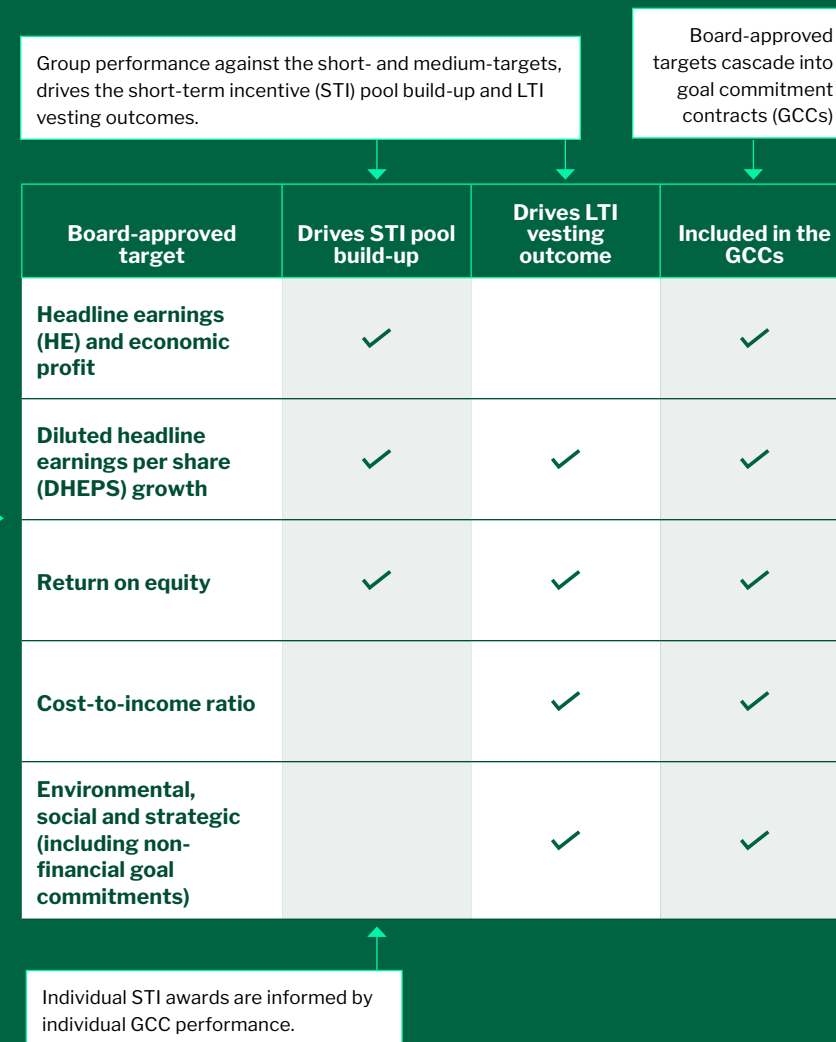 Group performance against the short- and medium-targets,
drives the short-term incentive (STI) pool build-up and LTI
vesting outcomes.
Board-approved
targets cascade into
goal commitment
contracts (GCCs)
Board-approved
target
Drives STI pool
build-up
Drives LTI
vesting
outcome
Included in the
GCCs
Headline earnings
(HE) and economic
profit
Diluted headline
earnings per share
(DHEPS) growth
Return on equity
Cost-to-income ratio
Environmental,
social and strategic
(including non-
financial goal
commitments)
Individual STI awards are informed by
individual GCC performance.